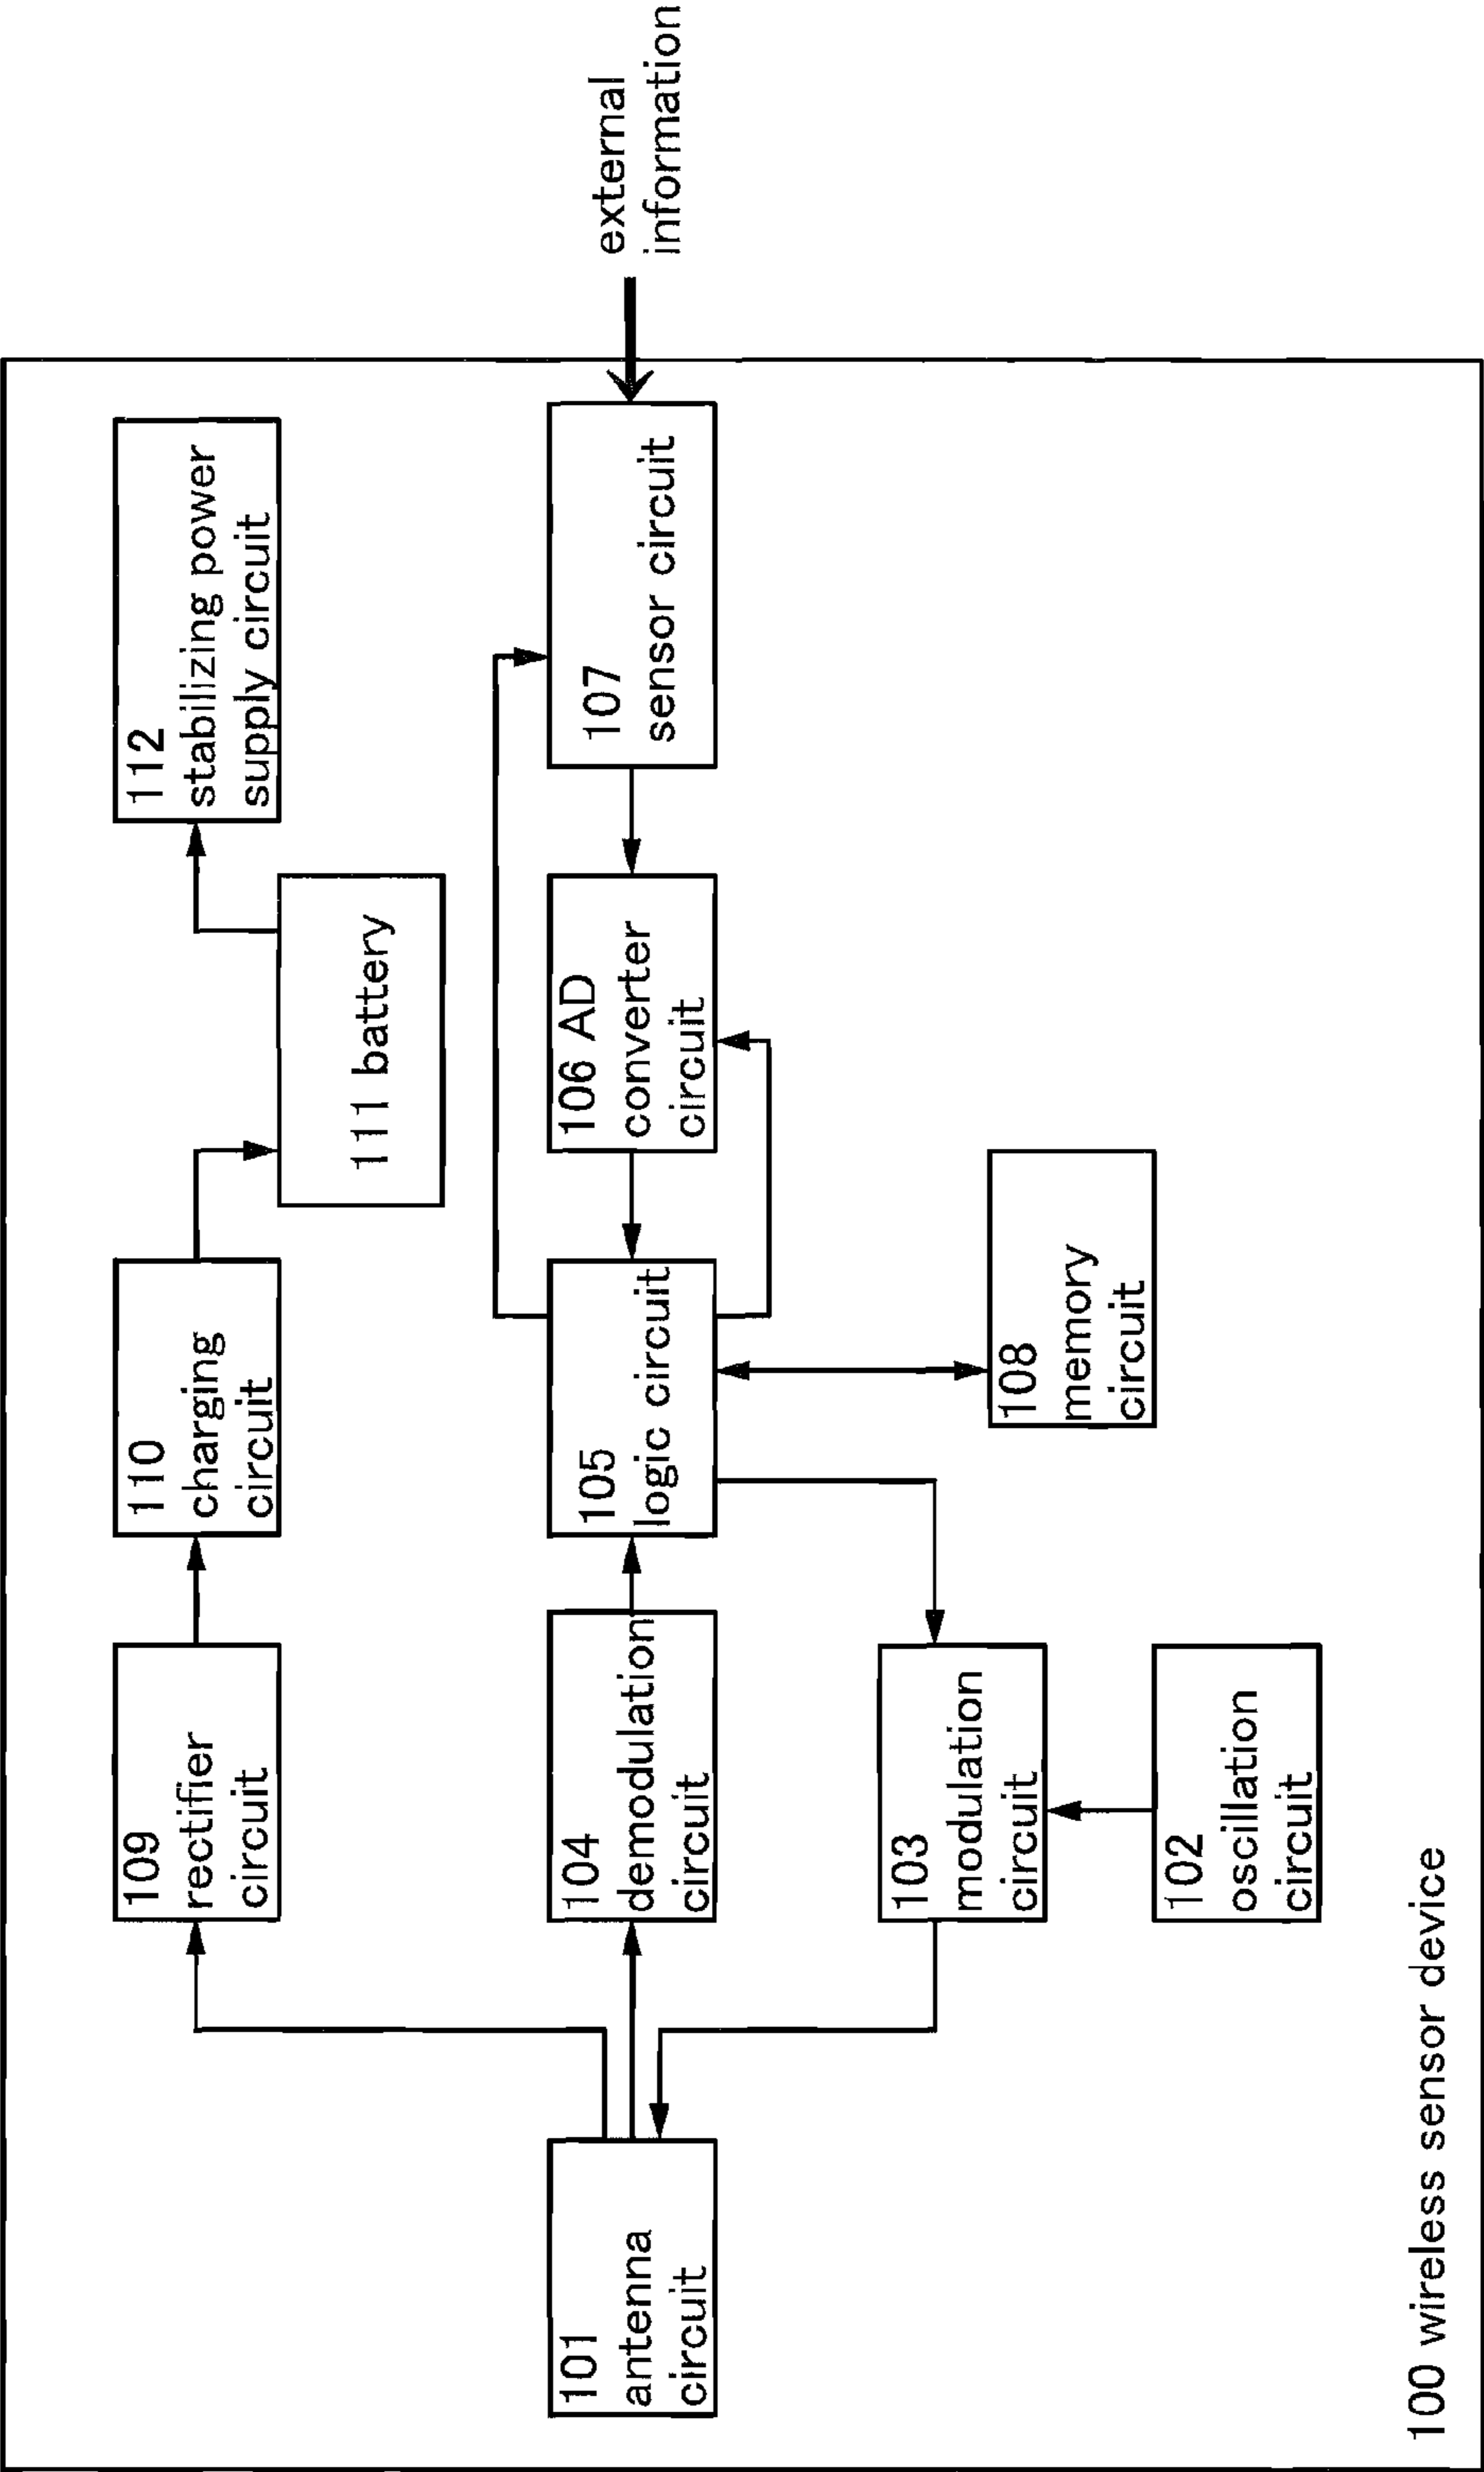 109
rectifier
circuit
110
charging
circuit
111 battery
112
stabilizing power
supply circuit
101
antenna
circuit
104
demodulation
circuit
105
logic circuit
106 AD
converter
circuit
107
sensor circuit
external
information
103
modulation
circuit
108
memory
circuit
102
oscillation
circuit
100 wireless sensor device